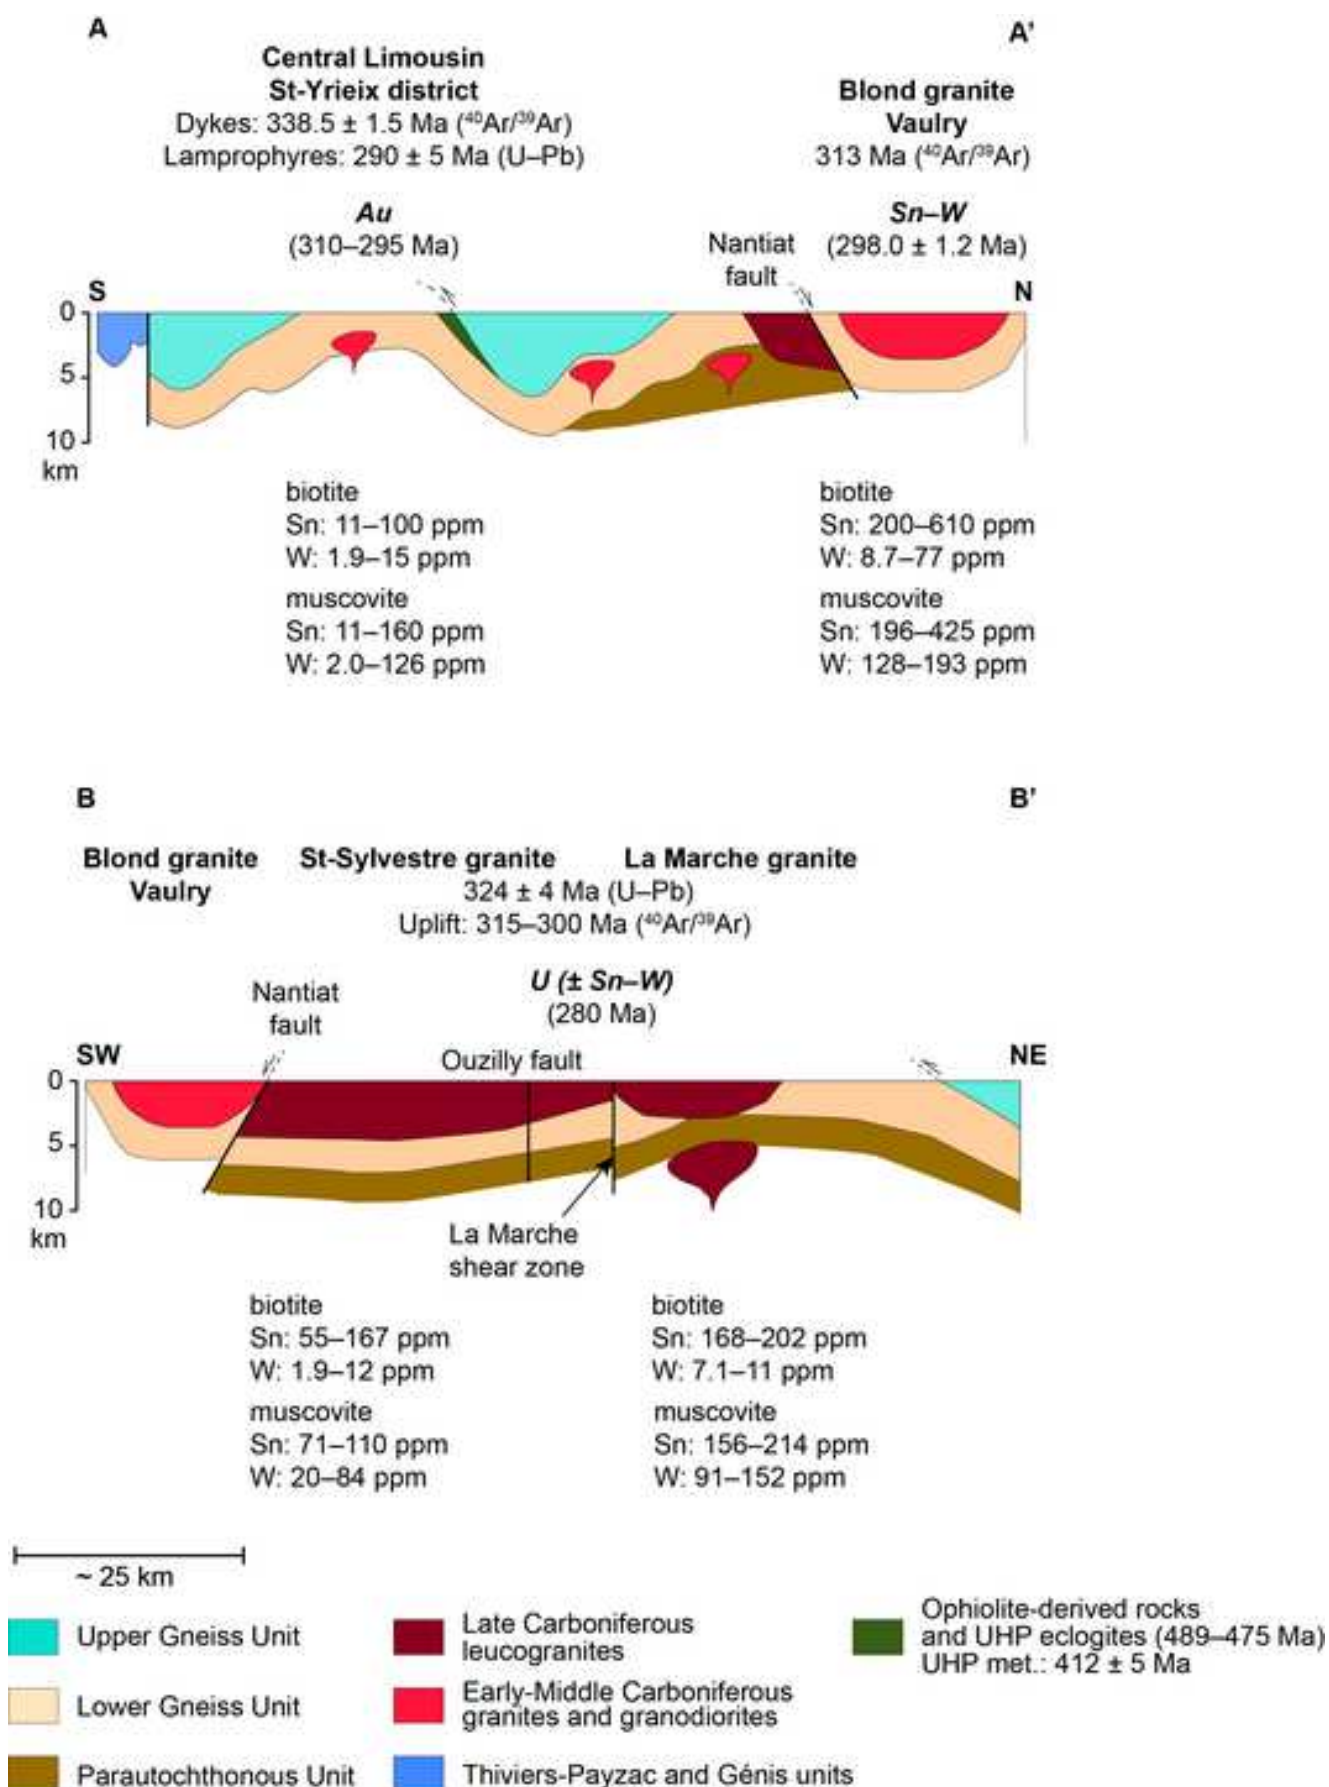 A
A'
Central Limousin
St-Yrieix district
Dykes: 338.5 ± 1.5 Ma (⁴⁰Ar/³⁹Ar)
Lamprophyres: 290 ± 5 Ma (U–Pb)
Blond granite
Vaulry
313 Ma (⁴⁰Ar/³⁹Ar)
Au
(310–295 Ma)
Nantiat
fault
Sn–W
(298.0 ± 1.2 Ma)
S
N
0
5
10
km
biotite
Sn: 11–100 ppm
W: 1.9–15 ppm
muscovite
Sn: 11–160 ppm
W: 2.0–126 ppm
biotite
Sn: 200–610 ppm
W: 8.7–77 ppm
muscovite
Sn: 196–425 ppm
W: 128–193 ppm
B
B'
Blond granite
Vaulry
St-Sylvestre granite
La Marche granite
324 ± 4 Ma (U–Pb)
Uplift: 315–300 Ma (⁴⁰Ar/³⁹Ar)
U (± Sn–W)
(280 Ma)
Nantiat
fault
Ouzilly fault
SW
NE
0
5
10
km
La Marche
shear zone
biotite
Sn: 55–167 ppm
W: 1.9–12 ppm
muscovite
Sn: 71–110 ppm
W: 20–84 ppm
biotite
Sn: 168–202 ppm
W: 7.1–11 ppm
muscovite
Sn: 156–214 ppm
W: 91–152 ppm
~ 25 km
Upper Gneiss Unit
Lower Gneiss Unit
Parautochthonous Unit
Late Carboniferous
leucogranites
Early-Middle Carboniferous
granites and granodiorites
Thiviers-Payzac and Génis units
Ophiolite-derived rocks
and UHP eclogites (489–475 Ma)
UHP met.: 412 ± 5 Ma